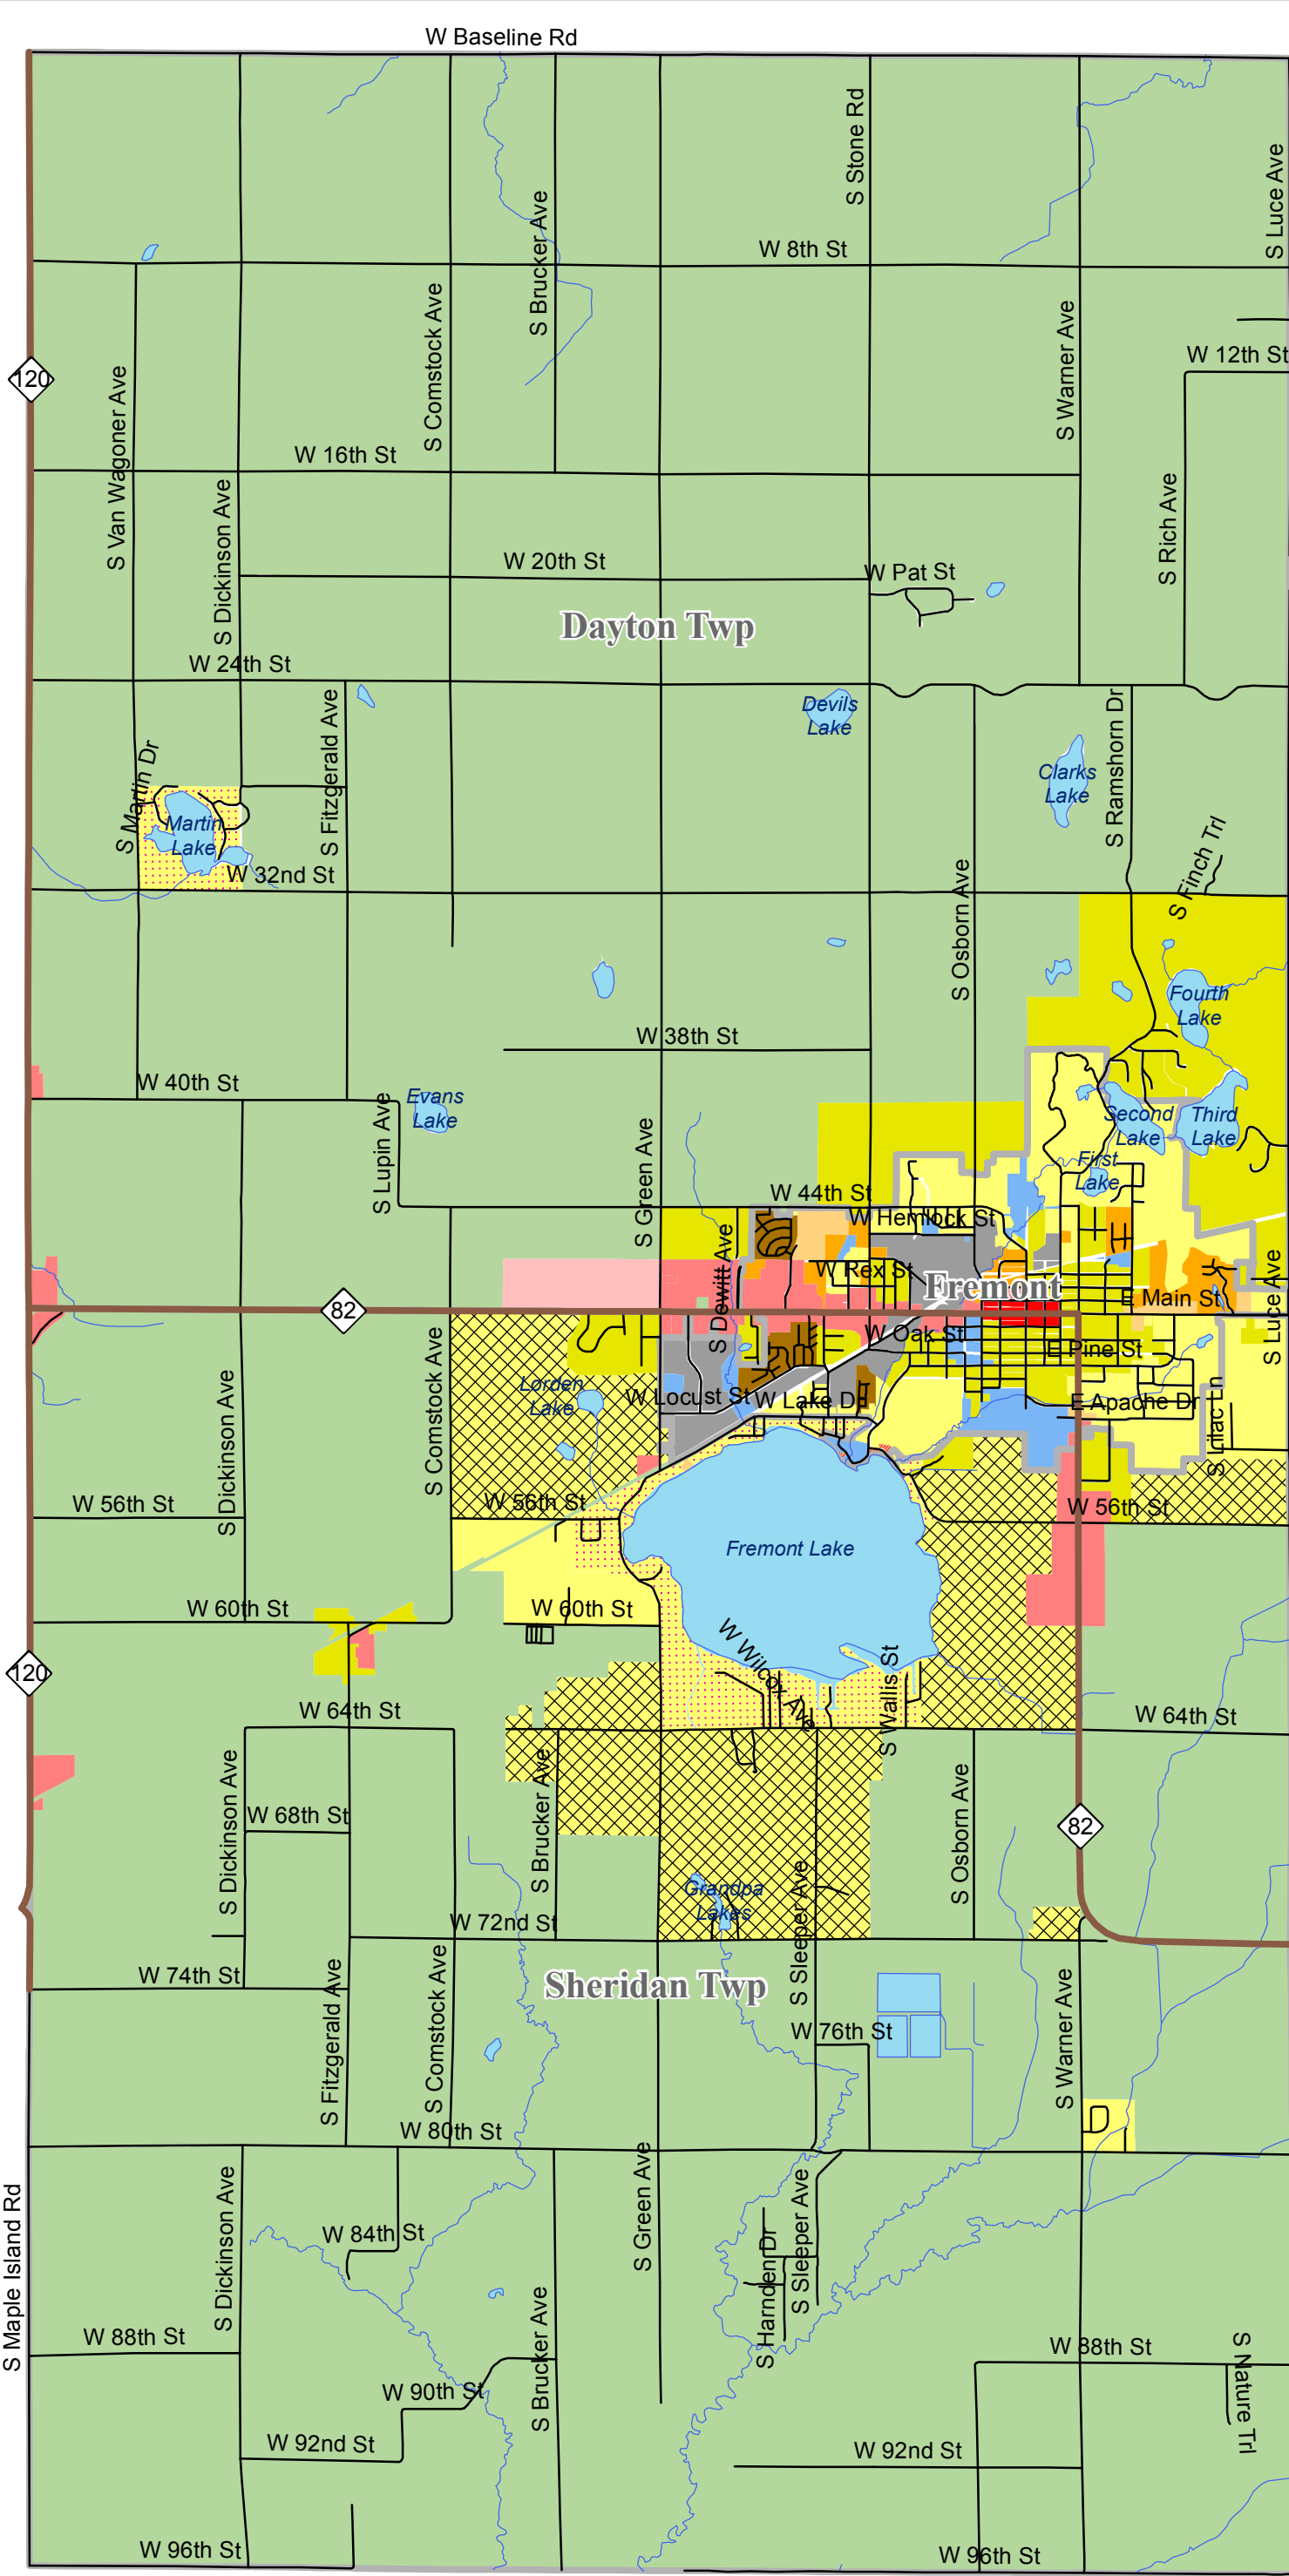 W Baseline Rd
S Stone Rd
S Luce Ave
S Brucker Ave
W 8th St
S Comstock Ave
S Warner Ave
W 12th St
120
S Van Wagoner Ave
W 16th St
S Dickinson Ave
S Rich Ave
W 20th St
W Pat St
Dayton Twp
W 24th St
S Fitzgerald Ave
Devils
Lake
S Ramshorn Dr
Clarks
Lake
S Martin Dr
Martin
Lake
S Finch Trl
W 32nd St
S Osborn Ave
Fourth
Lake
W 38th St
W 40th St
Evans
Lake
S Lupin Ave
S Green Ave
Second
Lake
Third
Lake
First
Lake
W 44th St
W Hemlock St
S Dewitt Ave
W Rex St
Fremont
S Luce Ave
E Main St
82
S Comstock Ave
W Oak St
E Pine St
S Dickinson Ave
Lorden
Lake
W Locust St
W Lake Dr
E Apache Dr
S Lilac Ln
W 56th St
W 56th St
W 56th St
Fremont Lake
W 60th St
W 60th St
120
W Wilcox Ave
S Wallis St
W 64th St
W 64th St
S Dickinson Ave
S Brucker Ave
S Osborn Ave
W 68th St
82
Grandpa
Lakes
S Sleeper Ave
W 72nd St
W 74th St
S Fitzgerald Ave
S Comstock Ave
Sheridan Twp
W 76th St
S Warner Ave
W 80th St
S Maple Island Rd
S Dickinson Ave
W 84th St
S Green Ave
S Sleeper Ave
S Harnden Dr
S Brucker Ave
W 88th St
W 88th St
S Nature Trl
W 90th St
W 92nd St
W 92nd St
W 96th St
W 96th St